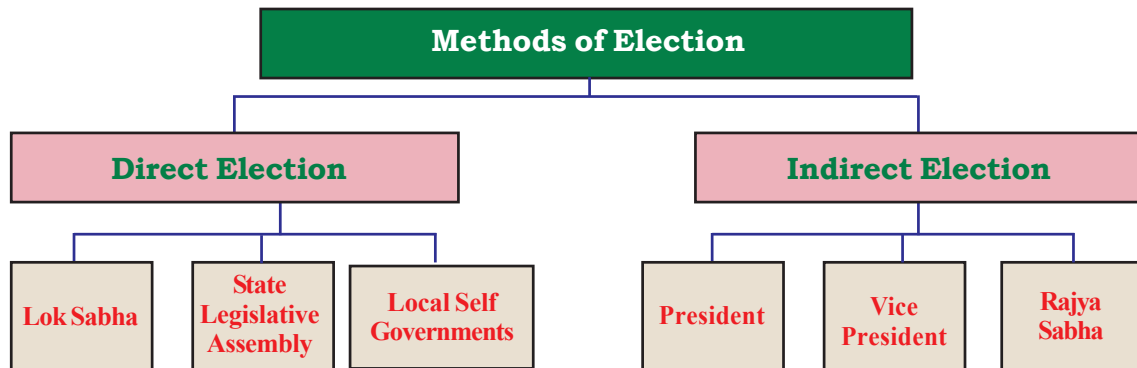 Methods of Election
Direct Election
Indirect Election
Lok Sabha
State
Legislative
Assembly
Local Self
Governments
President
Vice
President
Rajya
Sabha